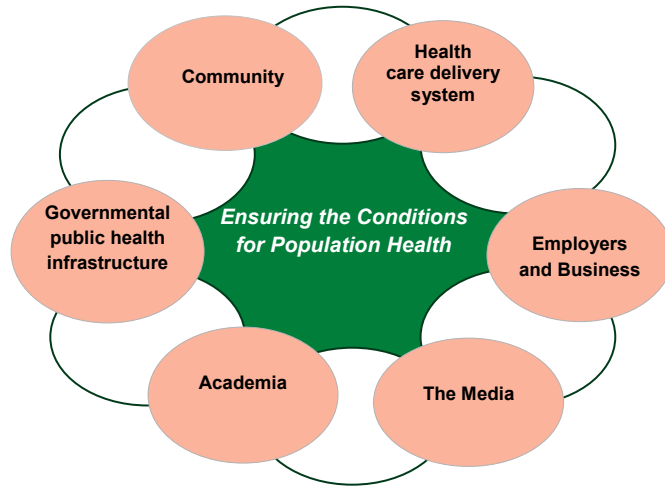 Community
Health
care delivery
system
Governmental
public health
infrastructure
Ensuring the Conditions
for Population Health
Employers
and Business
Academia
The Media